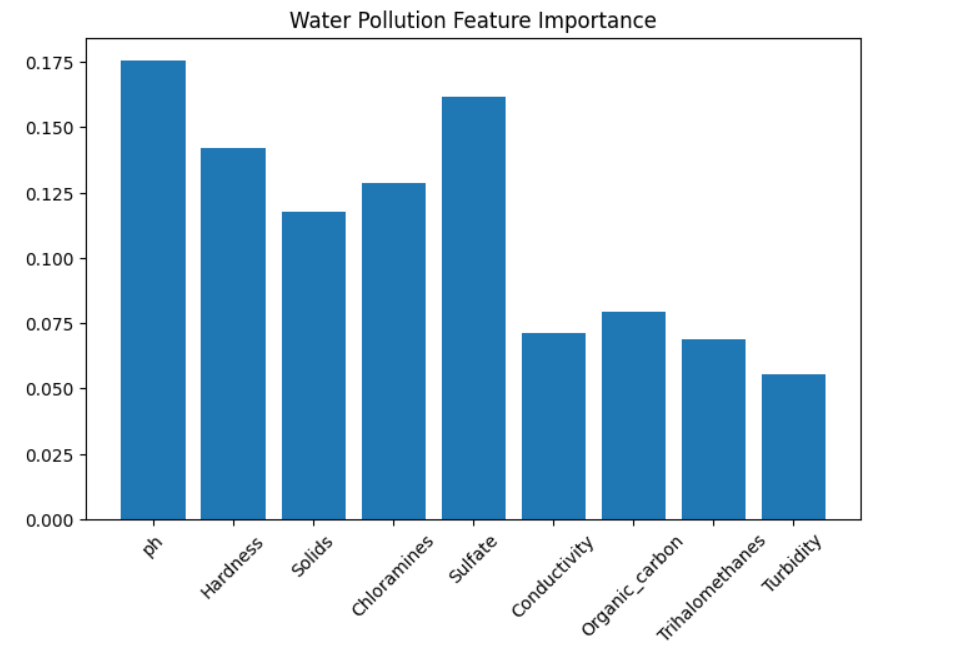 Water Pollution Feature Importance
0.175
0.150
0.125
0.100
0.075
0.050
0.025
0.000
ph
Hardness
Solids
Chloramines
Sulfate
Conductivity
Organic_carbon
Trihalomethanes
Turbidity